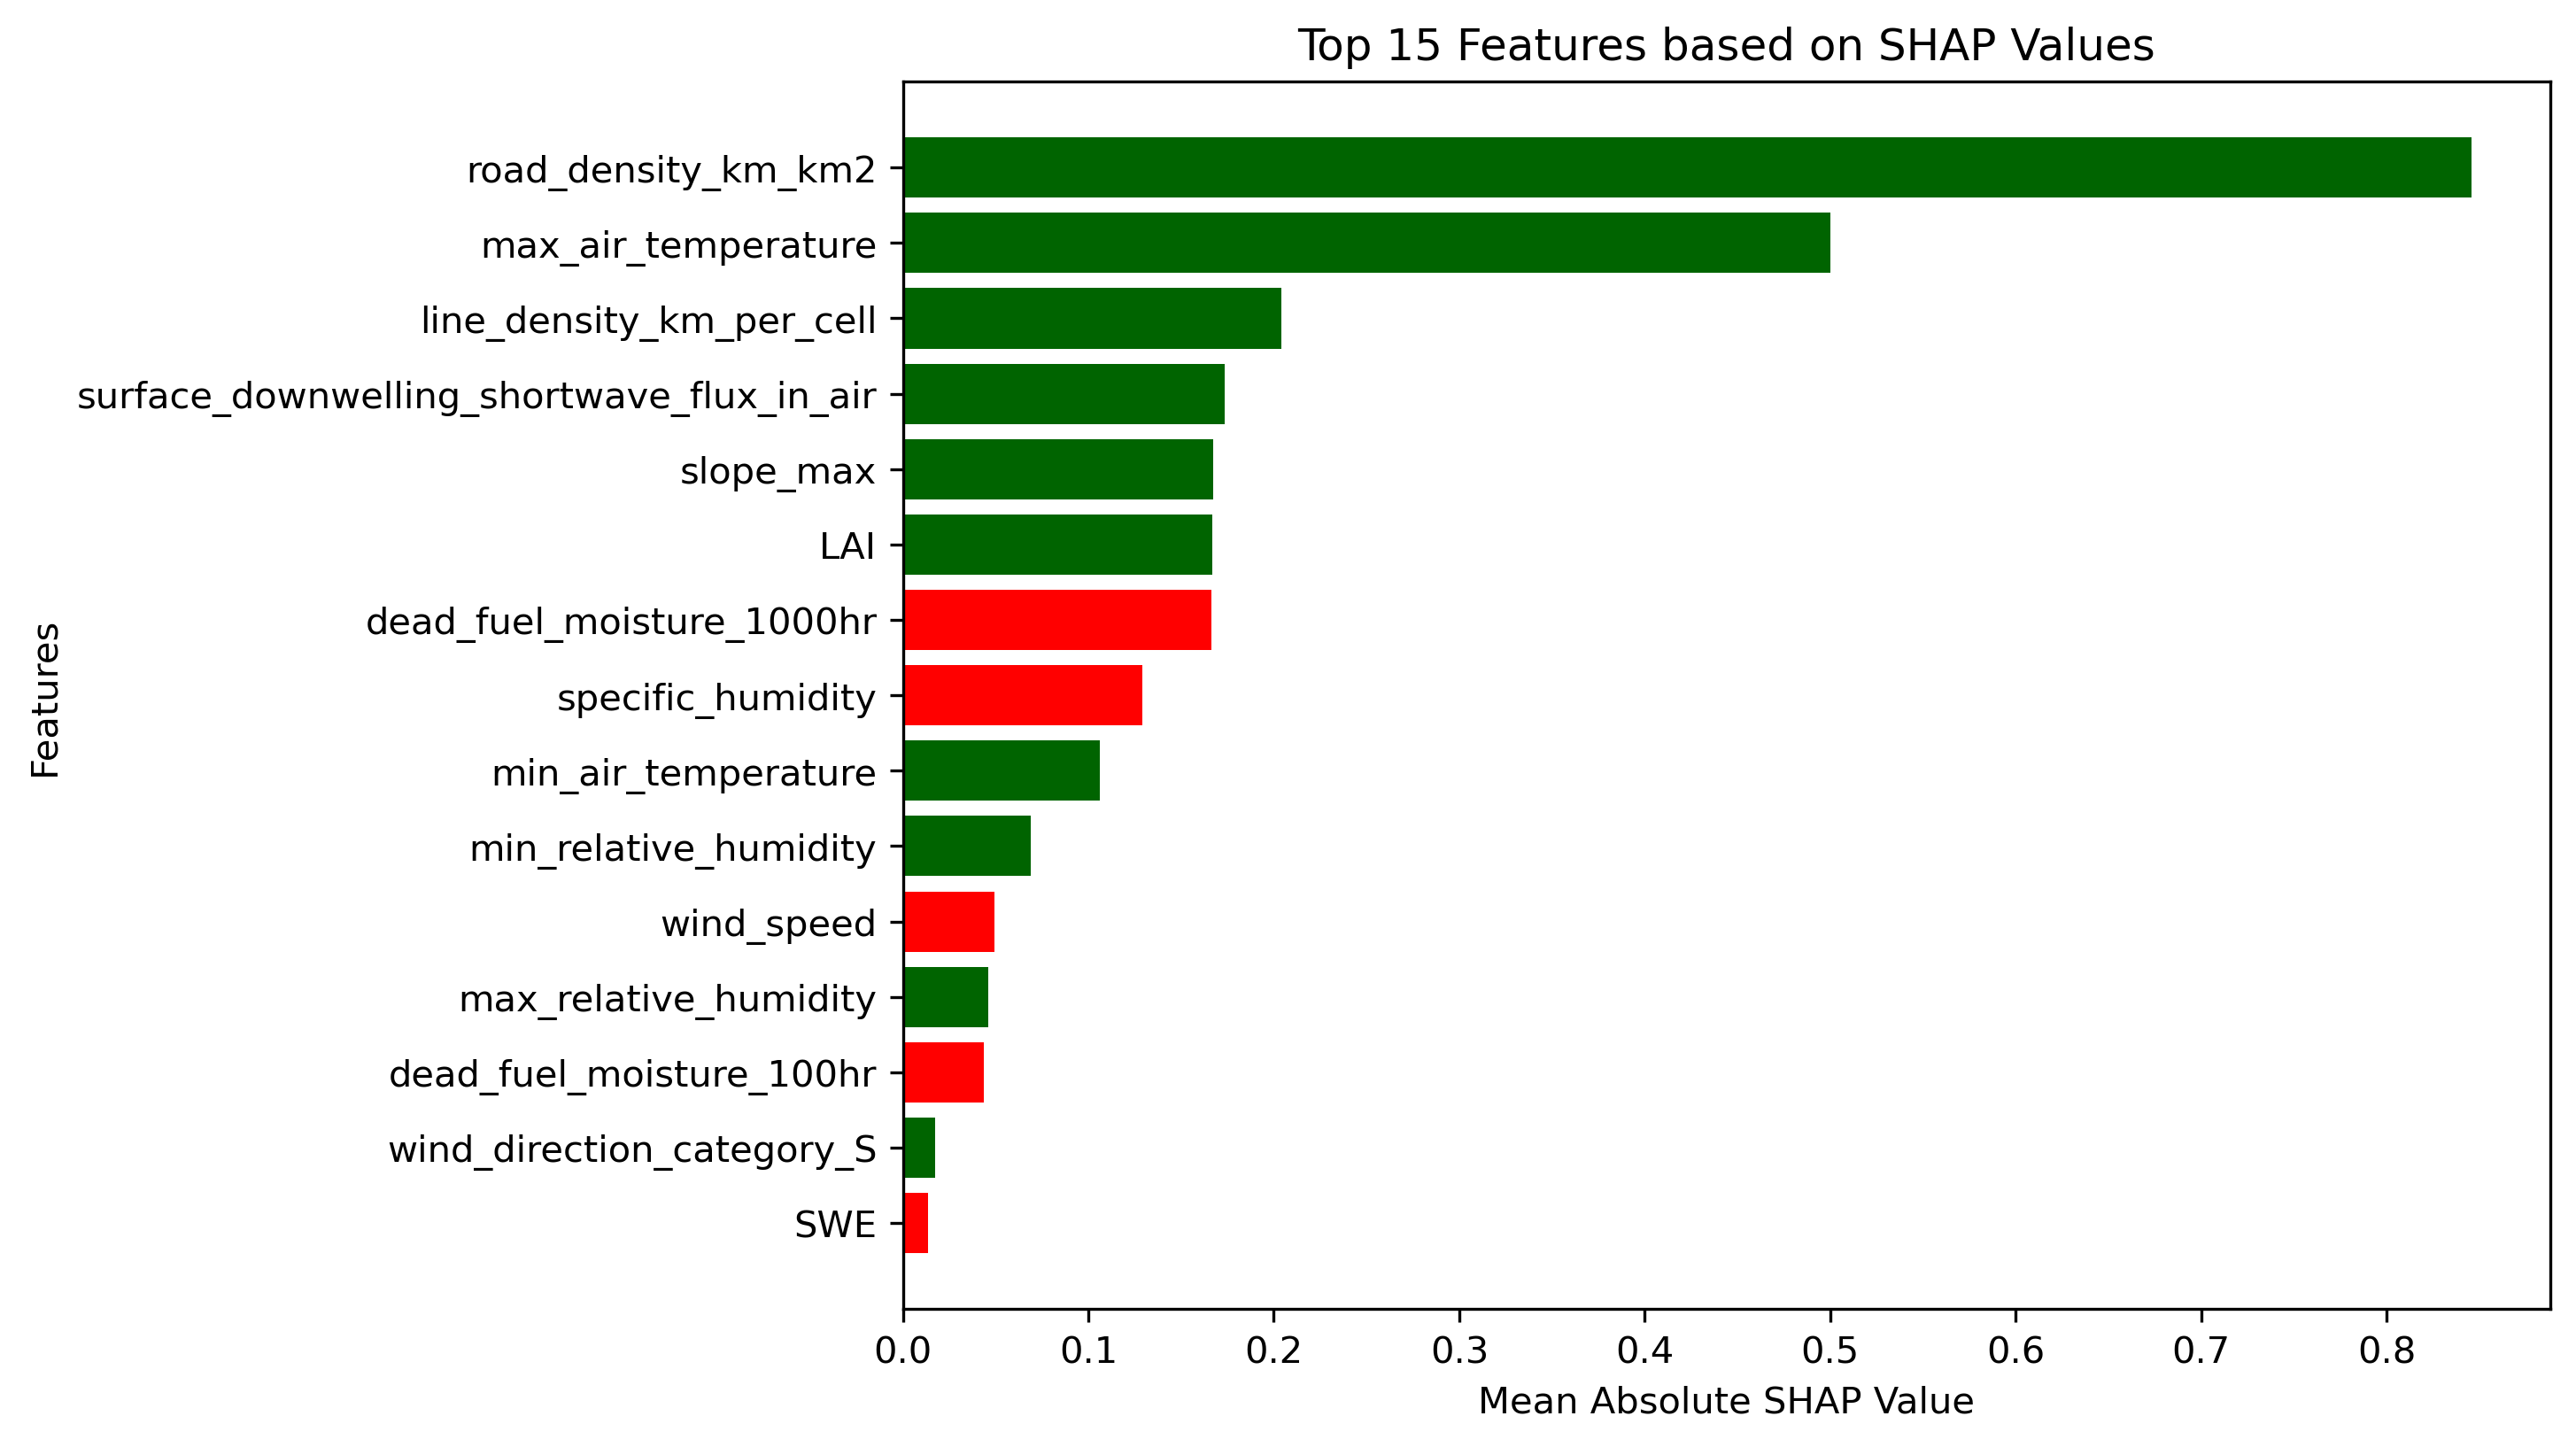 Top 15 Features based on SHAP Values
Features
road_density_km_km2
max_air_temperature
line_density_km_per_cell
surface_downwelling_shortwave_flux_in_air
slope_max
LAI
dead_fuel_moisture_1000hr
specific_humidity
min_air_temperature
min_relative_humidity
wind_speed
max_relative_humidity
dead_fuel_moisture_100hr
wind_direction_category_S
SWE
0.0 0.1 0.2 0.3 0.4 0.5 0.6 0.7 0.8
Mean Absolute SHAP Value